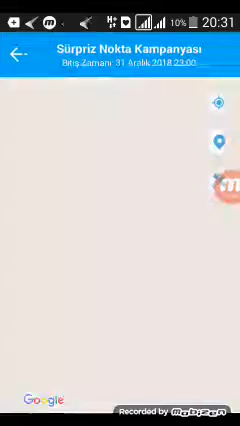 10% 20:31
Sürpriz Nokta Kampanyası
Bitiş Zamanı: 31 Aralık 2018 23:00
Google
Recorded by mobizen